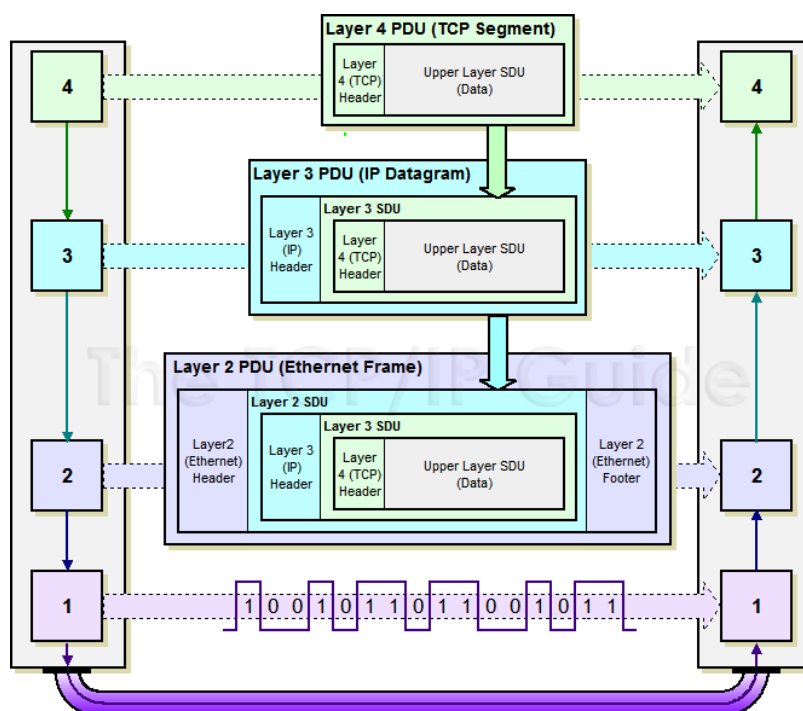 Layer 4 PDU (TCP Segment)
Layer
4 (TCP)
Header
Upper Layer SDU
(Data)
4
4
Layer 3 PDU (IP Datagram)
Layer 3 SDU
Layer 3
(IP)
Header
Layer
4 (TCP)
Header
Upper Layer SDU
(Data)
3
3
The TCP/IP Guide
Layer 2 PDU (Ethernet Frame)
Layer 2 SDU
Layer 3 SDU
Layer2
(Ethernet)
Header
Layer 3
(IP)
Header
Layer
4 (TCP)
Header
Upper Layer SDU
(Data)
Layer 2
(Ethernet)
Footer
2
2
1
1 0 0 1 0 1 1 0 1 1 0 0 1 0 1 1
1